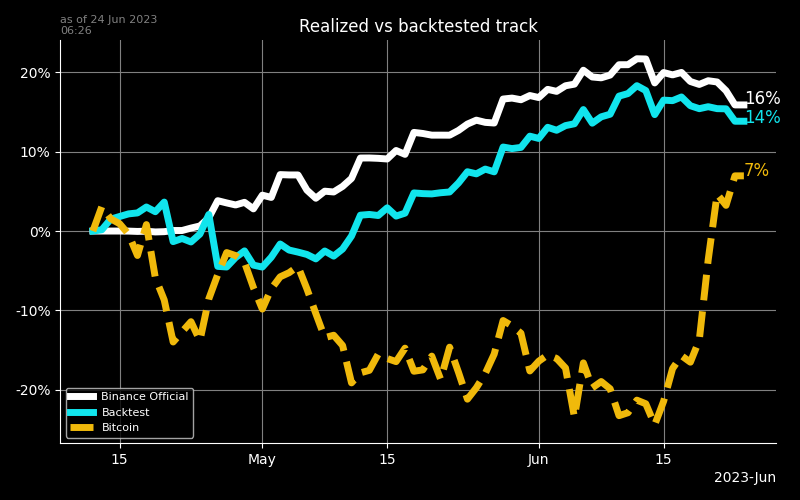 as of 24 Jun 2023
06:26
Realized vs backtested track
20%
10%
0%
-10%
-20%
16%
14%
7%
Binance Official
Backtest
Bitcoin
15
May
15
Jun
15
2023-Jun